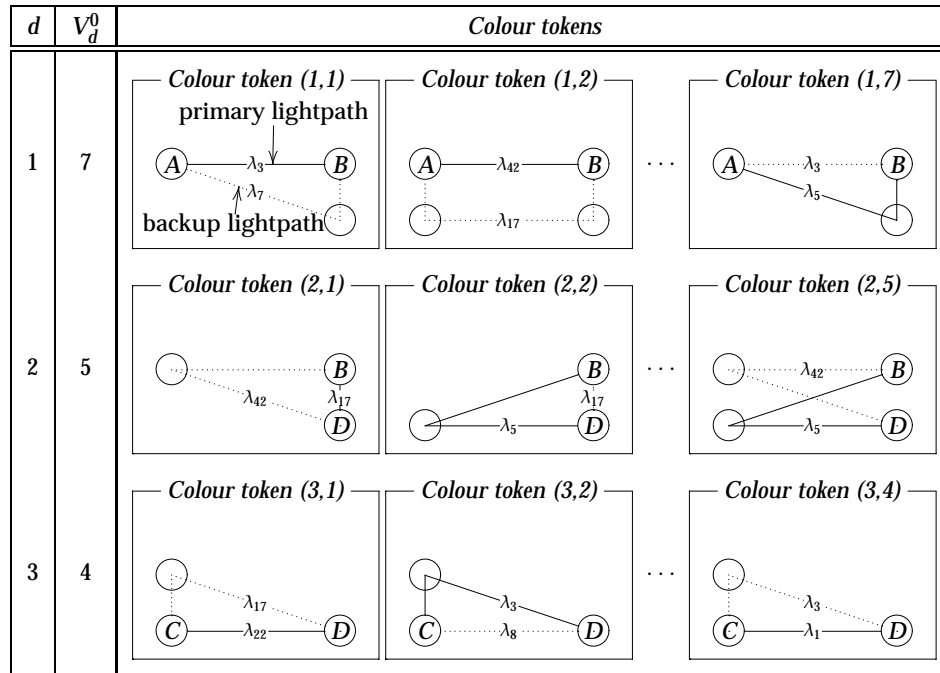 d V_d^0 Colour tokens
Colour token (1,1) Colour token (1,2) Colour token (1,7)
primary lightpath
1 7 A λ3 B A λ42 B ··· A λ3 B
λ7 λ5
backup lightpath λ17
Colour token (2,1) Colour token (2,2) Colour token (2,5)
2 5 B B ··· λ42 B
λ42 λ17 λ17
D λ5 D λ5 D
Colour token (3,1) Colour token (3,2) Colour token (3,4)
3 4 ···
λ17 λ3 λ3
C λ22 D C λ8 D C λ1 D